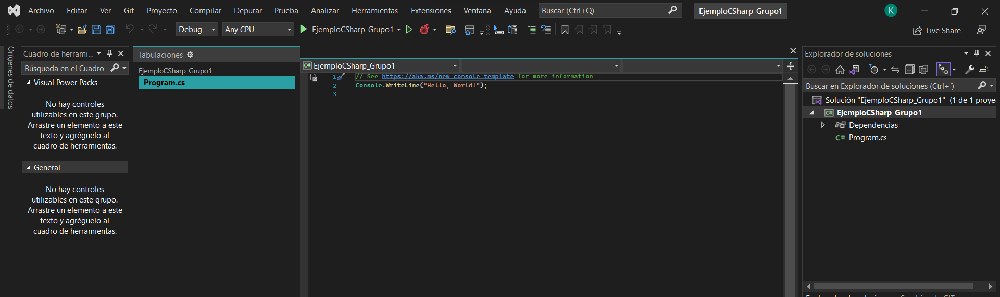 Archivo Editar Ver Git Proyecto Compilar Depurar Prueba Analizar Herramientas Extensiones Ventana Ayuda Buscar (Ctrl+Q) EjemploCSharp_Grupo1 K
Debug Any CPU EjemploCSharp_Grupo1 Live Share
Orígenes de datos
Cuadro de herrami...
Búsqueda en el Cuadro
Visual Power Packs
No hay controles
utilizables en este grupo.
Arrastre un elemento a este
texto y agréguelo al
cuadro de herramientas.
General
No hay controles
utilizables en este grupo.
Arrastre un elemento a este
texto y agréguelo al
cuadro de herramientas.
Tabulaciones
EjemploCSharp_Grupo1
Program.cs
C# EjemploCSharp_Grupo1
1 // See https://aka.ms/new-console-template for more information
2 Console.WriteLine("Hello, World!");
3
Explorador de soluciones
Buscar en Explorador de soluciones (Ctrl+´)
Solución "EjemploCSharp_Grupo1" (1 de 1 proye
C# EjemploCSharp_Grupo1
Dependencias
C# Program.cs